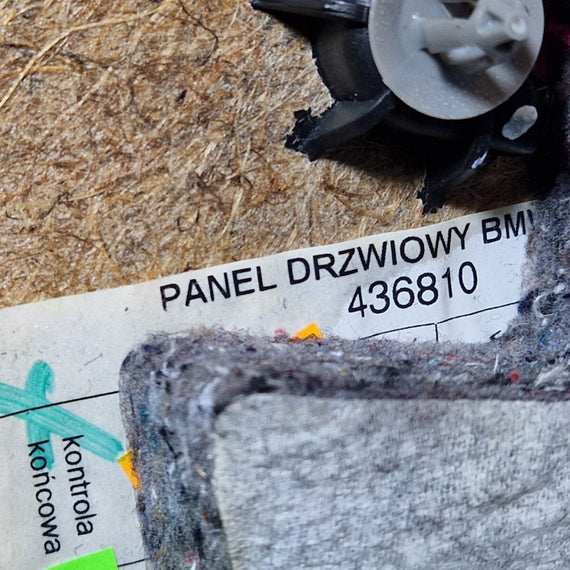 PANEL DRZWIOWY BM
436810
kontrola
końcowa